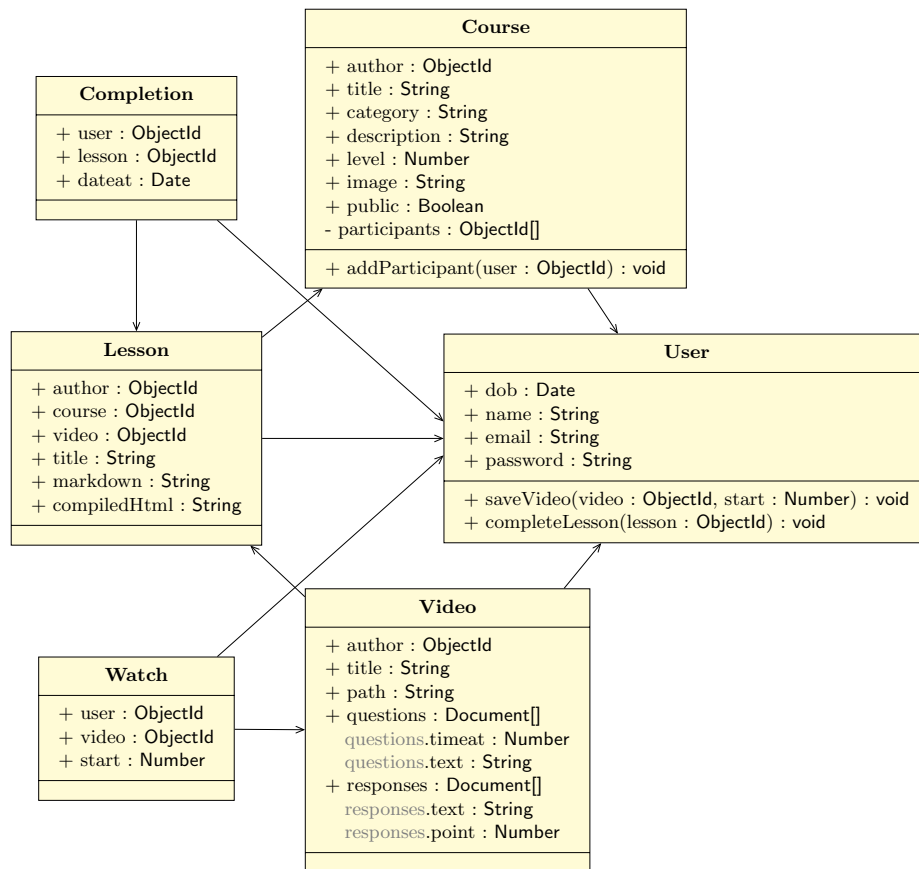 Course
+ author : ObjectId
+ title : String
+ category : String
+ description : String
+ level : Number
+ image : String
+ public : Boolean
- participants : ObjectId[]
+ addParticipant(user : ObjectId) : void
Completion
+ user : ObjectId
+ lesson : ObjectId
+ dateat : Date
Lesson
+ author : ObjectId
+ course : ObjectId
+ video : ObjectId
+ title : String
+ markdown : String
+ compiledHtml : String
User
+ dob : Date
+ name : String
+ email : String
+ password : String
+ saveVideo(video : ObjectId, start : Number) : void
+ completeLesson(lesson : ObjectId) : void
Video
+ author : ObjectId
+ title : String
+ path : String
+ questions : Document[]
questions.timeat : Number
questions.text : String
+ responses : Document[]
responses.text : String
responses.point : Number
Watch
+ user : ObjectId
+ video : ObjectId
+ start : Number